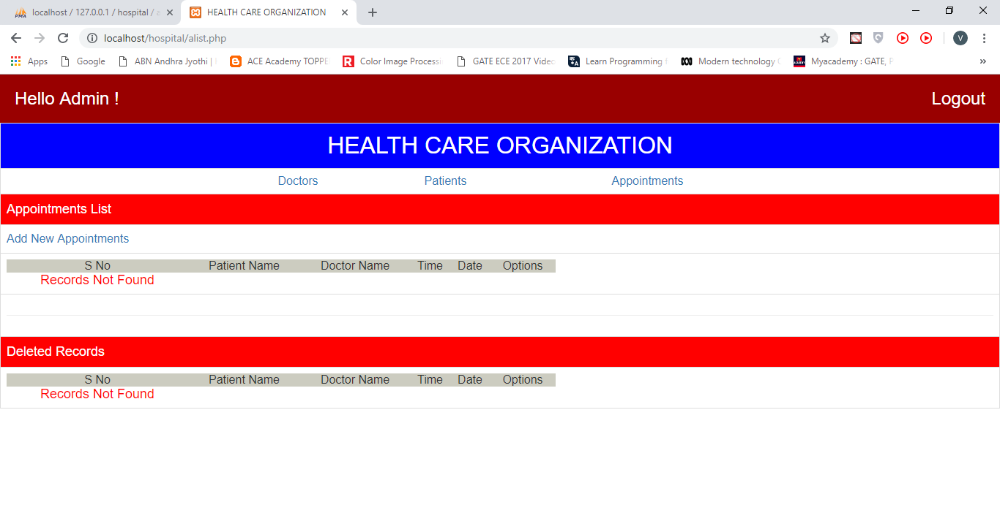 localhost / 127.0.0.1 / hospital /
HEALTH CARE ORGANIZATION
localhost/hospital/alist.php
V
Apps Google ABN Andhra Jyothi | ACE Academy TOPPE Color Image Processi GATE ECE 2017 Video Learn Programming Modern technology Myacademy : GATE, P »
Hello Admin ! Logout
HEALTH CARE ORGANIZATION
Doctors Patients Appointments
Appointments List
Add New Appointments
S No Patient Name Doctor Name Time Date Options
Records Not Found
Deleted Records
S No Patient Name Doctor Name Time Date Options
Records Not Found